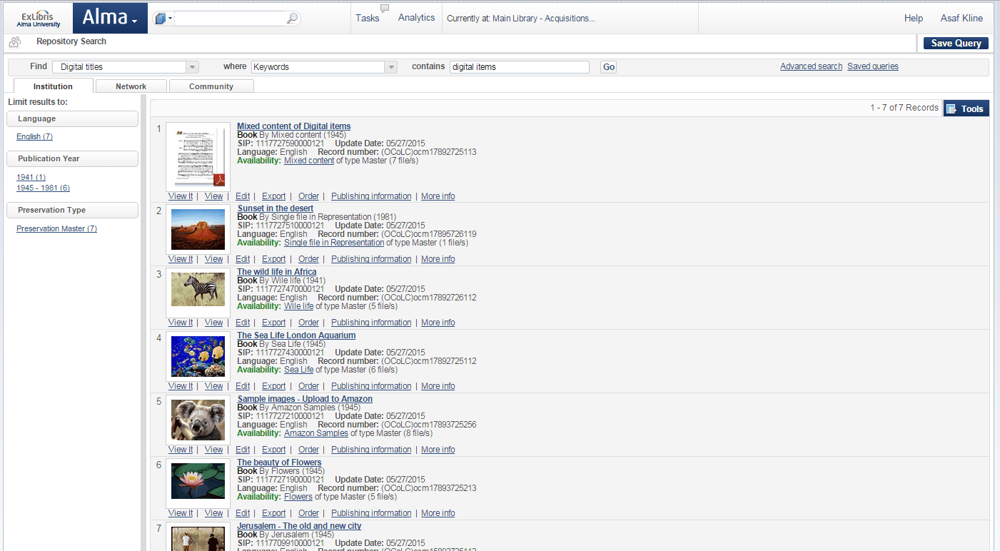 ExLibris
Alma University
Alma
Tasks
Analytics
Currently at: Main Library - Acquisitions...
Help
Asaf Kline
Repository Search
Save Query
Find Digital titles where Keywords contains digital items Go
Advanced search Saved queries
Institution Network Community
Limit results to:
Language
English (7)
Publication Year
1941 (1)
1945 - 1981 (6)
Preservation Type
Preservation Master (7)
1 - 7 of 7 Records Tools
1 Mixed content of Digital items
Book By Mixed content (1945)
SIP: 1117727590000121 Update Date: 05/27/2015
Language: English Record number: (OCoLC)ocm17892725113
Availability: Mixed content of type Master (7 file/s)
View It | View | Edit | Export | Order | Publishing information | More info
2 Sunset in the desert
Book By Single file in Representation (1981)
SIP: 1117727510000121 Update Date: 05/27/2015
Language: English Record number: (OCoLC)ocm17895726119
Availability: Single file in Representation of type Master (1 file/s)
View It | View | Edit | Export | Order | Publishing information | More info
3 The wild life in Africa
Book By Wile life (1941)
SIP: 1117727470000121 Update Date: 05/27/2015
Language: English Record number: (OCoLC)ocm17892726112
Availability: Wile life of type Master (5 file/s)
View It | View | Edit | Export | Order | Publishing information | More info
4 The Sea Life London Aquarium
Book By Sea Life (1945)
SIP: 1117727430000121 Update Date: 05/27/2015
Language: English Record number: (OCoLC)ocm17892725112
Availability: Sea Life of type Master (6 file/s)
View It | View | Edit | Export | Order | Publishing information | More info
5 Sample images - Upload to Amazon
Book By Amazon Samples (1945)
SIP: 1117727210000121 Update Date: 05/27/2015
Language: English Record number: (OCoLC)ocm17893725256
Availability: Amazon Samples of type Master (8 file/s)
View It | View | Edit | Export | Order | Publishing information | More info
6 The beauty of Flowers
Book By Flowers (1945)
SIP: 1117727190000121 Update Date: 05/27/2015
Language: English Record number: (OCoLC)ocm17893725213
Availability: Flowers of type Master (5 file/s)
View It | View | Edit | Export | Order | Publishing information | More info
7 Jerusalem - The old and new city
Book By Jerusalem (1945)
SIP: 1117709910000121 Update Date: 05/27/2015
Language: English Record number: